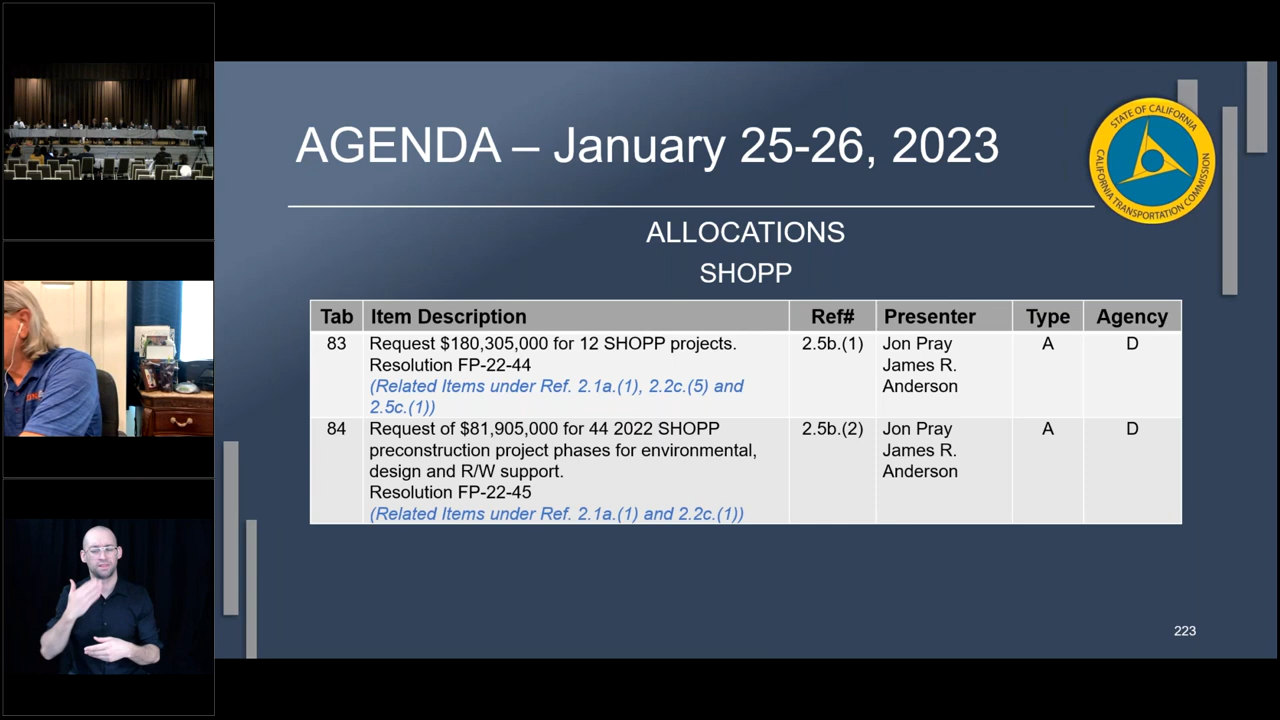 AGENDA – January 25-26, 2023
STATE OF CALIFORNIA
CALIFORNIA TRANSPORTATION COMMISSION
ALLOCATIONS
SHOPP
Tab Item Description Ref# Presenter Type Agency
83 Request $180,305,000 for 12 SHOPP projects. 2.5b.(1) Jon Pray A D
Resolution FP-22-44 James R.
(Related Items under Ref. 2.1a.(1), 2.2c.(5) and Anderson
2.5c.(1))
84 Request of $81,905,000 for 44 2022 SHOPP 2.5b.(2) Jon Pray A D
preconstruction project phases for environmental, James R.
design and R/W support. Anderson
Resolution FP-22-45
(Related Items under Ref. 2.1a.(1) and 2.2c.(1))
223